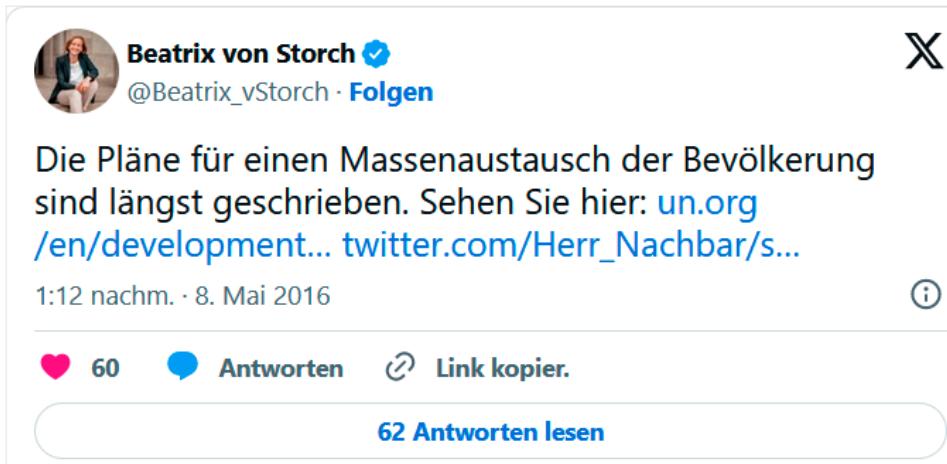 Beatrix von Storch
@Beatrix_vStorch · Folgen
Die Pläne für einen Massenaustausch der Bevölkerung
sind längst geschrieben. Sehen Sie hier: un.org
/en/development... twitter.com/Herr_Nachbar/s...
1:12 nachm. · 8. Mai 2016
60 Antworten Link kopier.
62 Antworten lesen